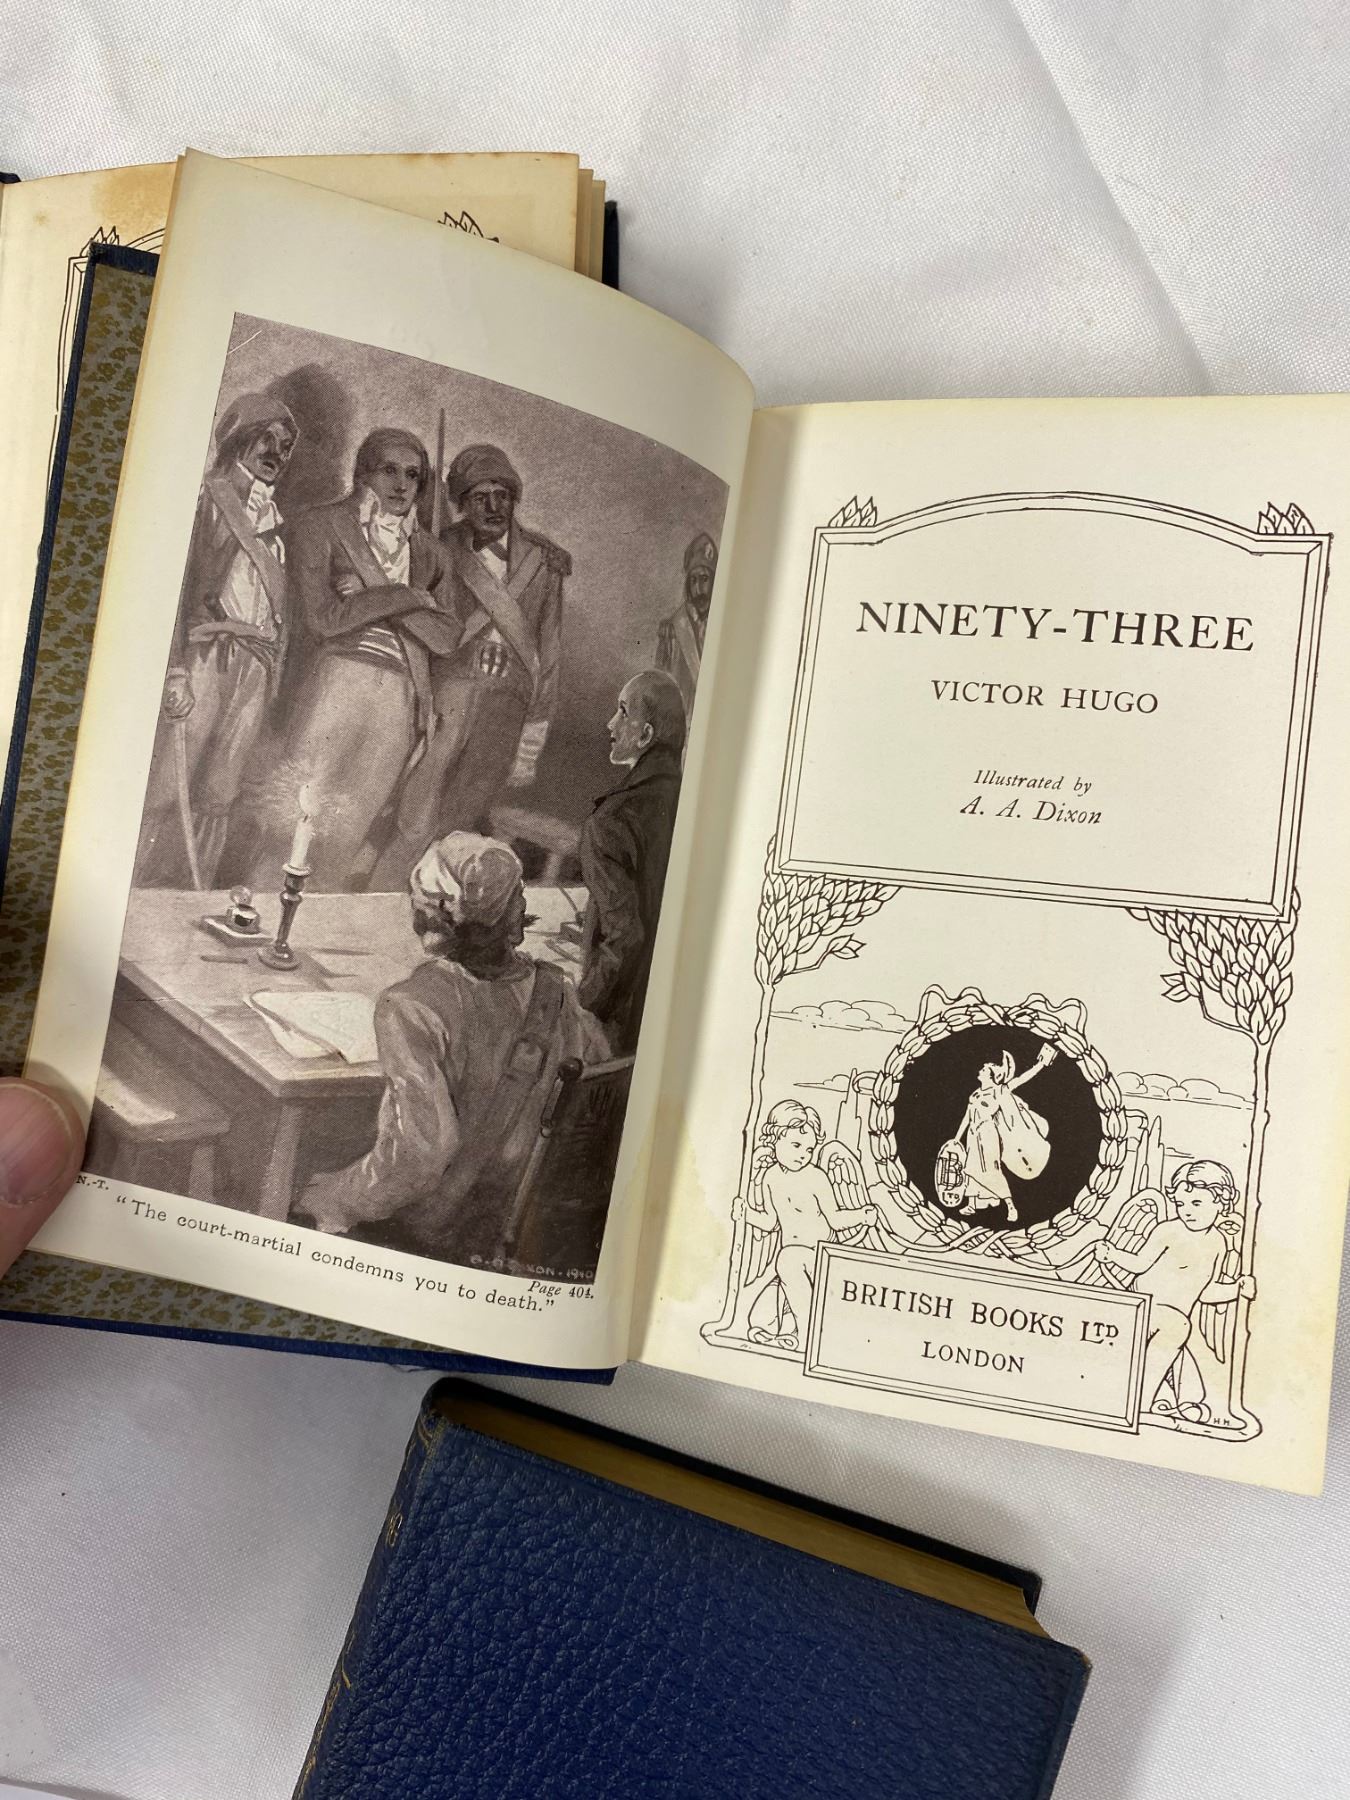 N.-T.
"The court-martial condemns you to death."
Page 404.
NINETY-THREE
VICTOR HUGO
Illustrated by
A. A. Dixon
BRITISH BOOKS LTD.
LONDON
H M